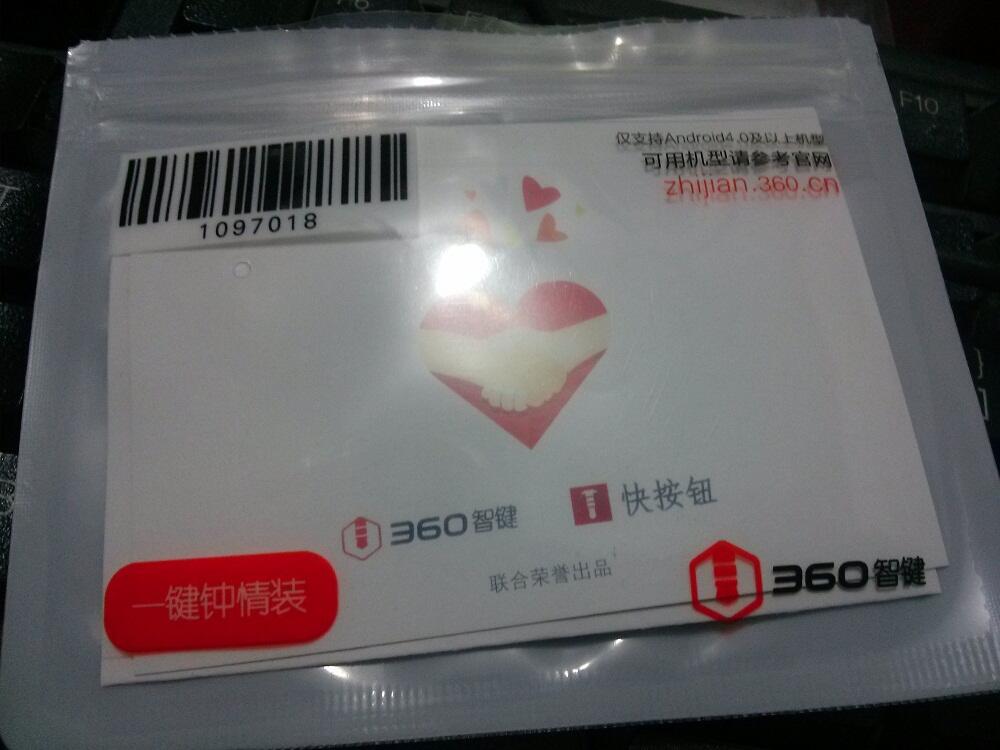 F10
仅支持Android4.0及以上机型
可用机型请参考官网
zhijian.360.cn
1097018
360智键
快按钮
联合荣誉出品
一键钟情装
360智键